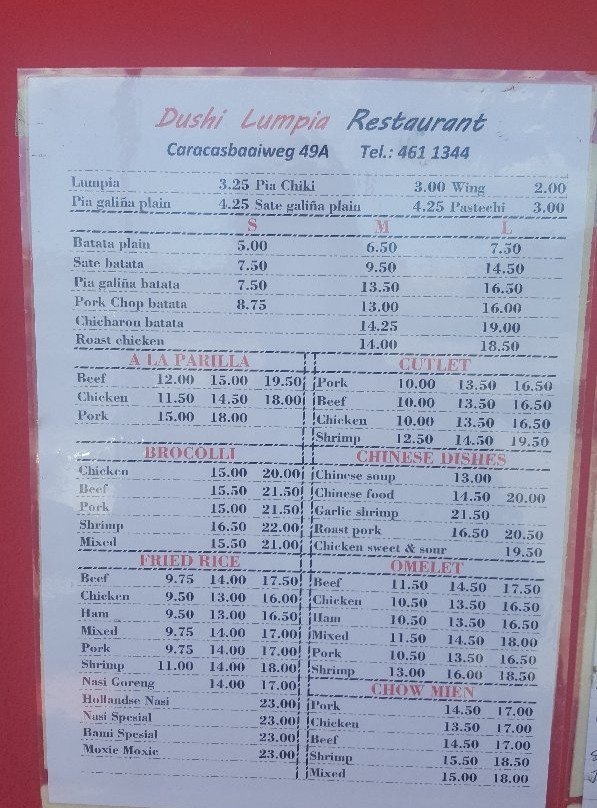 Dushi Lumpia Restaurant
Caracasbaaiweg 49A Tel.: 461 1344
Lumpia 3.25 Pia Chiki 3.00 Wing 2.00
Pia galiña plain 4.25 Sate galiña plain 4.25 Pastechi 3.00
S M L
Batata plain 5.00 6.50 7.50
Sate batata 7.50 9.50 14.50
Pia galiña batata 7.50 13.50 16.50
Pork Chop batata 8.75 13.00 16.00
Chicharon batata 14.25 19.00
Roast chicken 14.00 18.50
A LA PARILLA
Beef 12.00 15.00 19.50
Chicken 11.50 14.50 18.00
Pork 15.00 18.00
CUTLET
Pork 10.00 13.50 16.50
Beef 10.00 13.50 16.50
Chicken 10.00 13.50 16.50
Shrimp 12.50 14.50 19.50
BROCOLLI
Chicken 15.00 20.00
Beef 15.50 21.50
Pork 15.00 21.50
Shrimp 16.50 22.00
Mixed 15.50 21.00
CHINESE DISHES
Chinese soup 13.00
Chinese food 14.50 20.00
Garlic shrimp 21.50
Roast pork 16.50 20.50
Chicken sweet & sour 19.50
FRIED RICE
Beef 9.75 14.00 17.50
Chicken 9.50 13.00 16.00
Ham 9.50 13.00 16.50
Mixed 9.75 14.00 17.00
Pork 9.75 14.00 17.00
Shrimp 11.00 14.00 18.00
Nasi Goreng 14.00 17.00
Hollandse Nasi 23.00
Nasi Spesial 23.00
Bami Spesial 23.00
Moxie Moxie 23.00
OMELET
Beef 11.50 14.50 17.50
Chicken 10.50 13.50 16.50
Ham 10.50 13.50 16.50
Mixed 11.50 14.50 18.00
Pork 10.50 13.50 16.50
Shrimp 13.00 16.00 18.50
CHOW MIEN
Pork 14.50 17.00
Chicken 13.50 17.00
Beef 14.50 17.00
Shrimp 15.50 18.50
Mixed 15.00 18.00